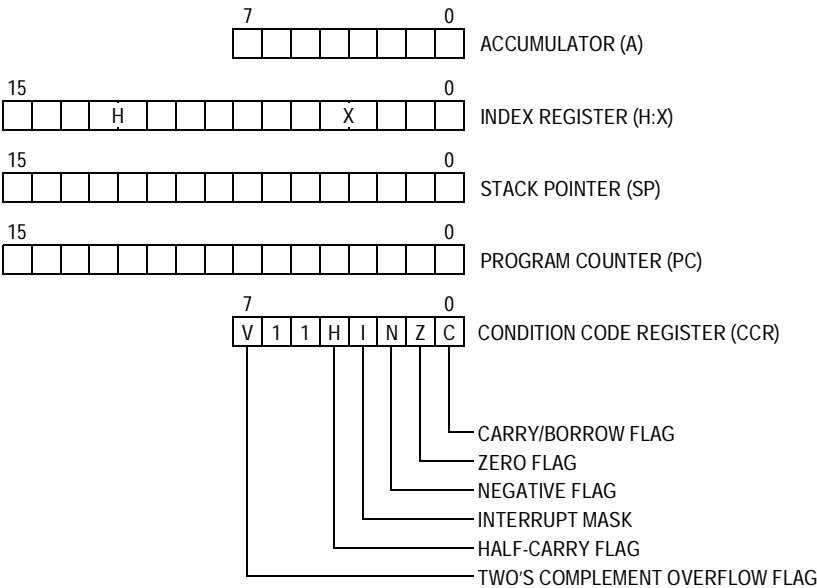 7 0
ACCUMULATOR (A)
15 0
H X INDEX REGISTER (H:X)
15 0
STACK POINTER (SP)
15 0
PROGRAM COUNTER (PC)
7 0
V 1 1 H I N Z C CONDITION CODE REGISTER (CCR)
CARRY/BORROW FLAG
ZERO FLAG
NEGATIVE FLAG
INTERRUPT MASK
HALF-CARRY FLAG
TWO'S COMPLEMENT OVERFLOW FLAG